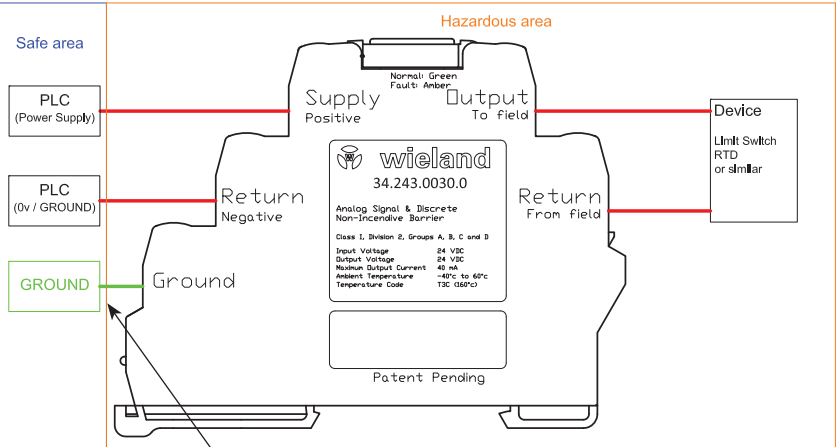 Hazardous area
Safe area
Normal: Green
Fault: Amber
PLC
(Power Supply)
Supply
Positive
Output
To field
Device
Limit Switch
RTD
or similar
wieland
34.243.0030.0
PLC
(0v / GROUND)
Return
Negative
Return
From field
Analog Signal & Discrete
Non-Incendive Barrier
Class I, Division 2, Groups A, B, C and D
Input Voltage 24 VDC
Output Voltage 24 VDC
Maximum Output Current 40 mA
Ambient Temperature -40°c to 60°c
Temperature Code T3C (160°c)
GROUND
Ground
Patent Pending